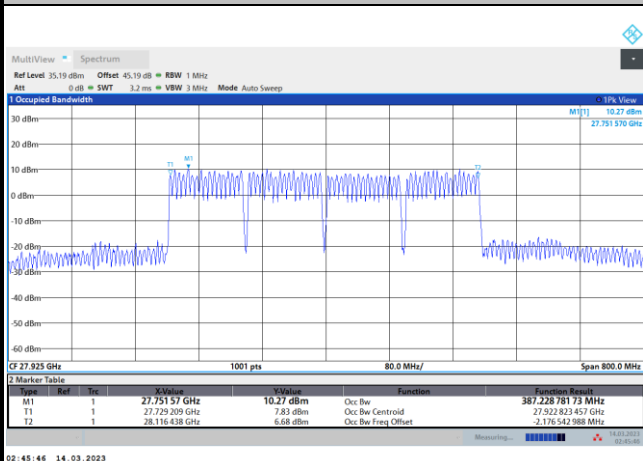 MultiView Spectrum
Ref Level 35.19 dBm Offset 45.19 dB RBW 1 MHz
Att 0 dB SWT 3.2 ms VBW 3 MHz Mode Auto Sweep
1 Occupied Bandwidth 1Pk View
M1[1] 10.27 dBm
27.751 570 GHz
30 dBm
20 dBm
T1 M1 T2
10 dBm
0 dBm
-10 dBm
-20 dBm
-30 dBm
-40 dBm
-50 dBm
-60 dBm
CF 27.925 GHz 1001 pts 80.0 MHz/ Span 800.0 MHz
2 Marker Table
Type Ref Trc X-Value Y-Value Function Function Result
M1 1 27.751 57 GHz 10.27 dBm Occ Bw 387.228 781 73 MHz
T1 1 27.729 209 GHz 7.83 dBm Occ Bw Centroid 27.922 823 457 GHz
T2 1 28.116 438 GHz 6.68 dBm Occ Bw Freq Offset -2.176 542 988 MHz
Measuring... 14.03.2023
02:45:46
02:45:46 14.03.2023